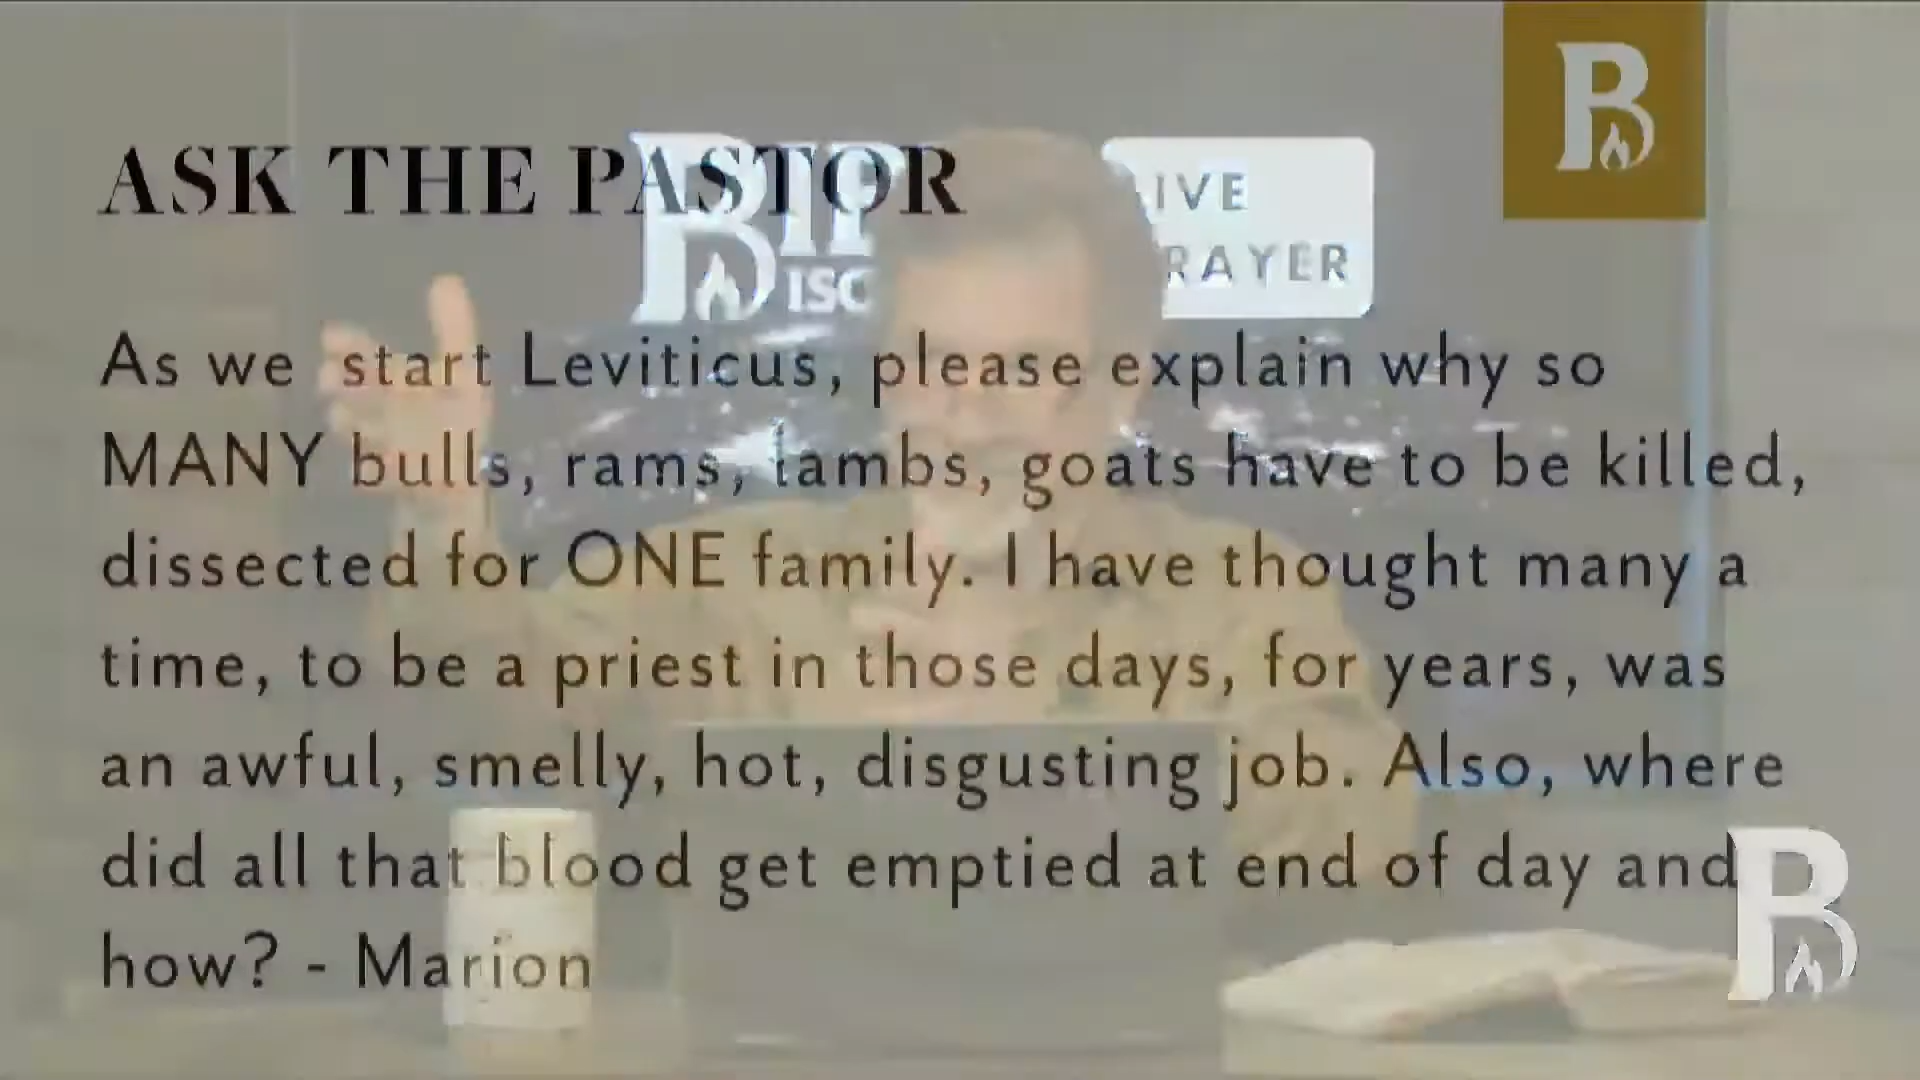 B
ASK THE PASTOR
IVE
RAYER
ISC
As we start Leviticus, please explain why so
MANY bulls, rams, lambs, goats have to be killed,
dissected for ONE family. I have thought many a
time, to be a priest in those days, for years, was
an awful, smelly, hot, disgusting job. Also, where
did all that blood get emptied at end of day and
how? - Marion
B